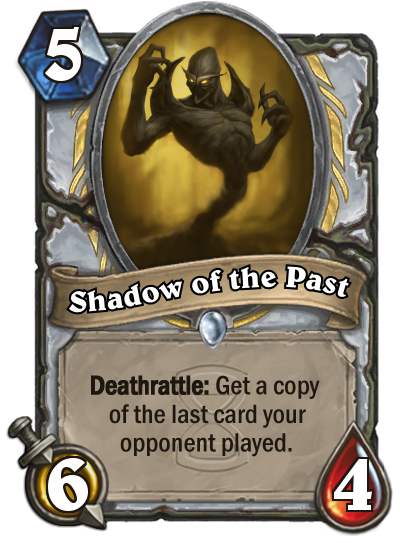 5
Shadow of the Past
Deathrattle: Get a copy
of the last card your
opponent played.
6
4